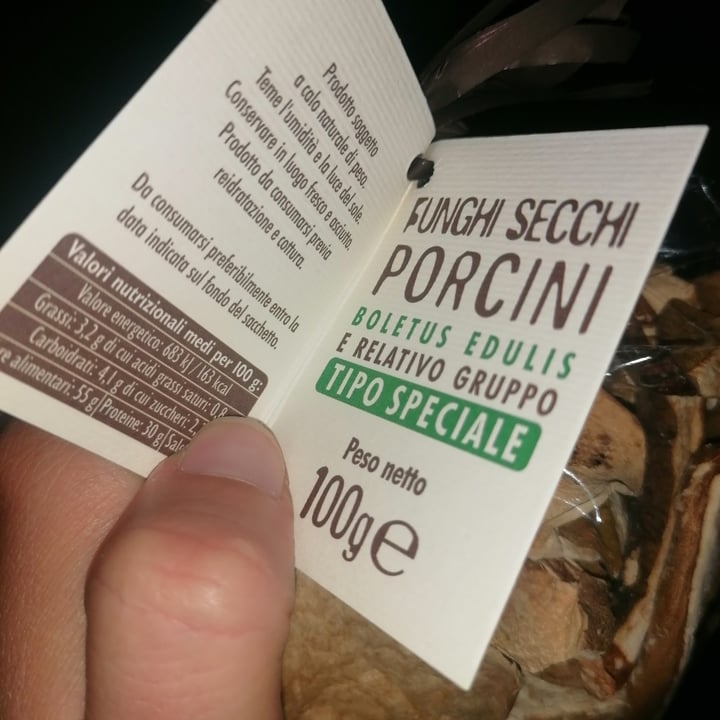 Prodotto soggetto
a calo naturale di peso.
Teme l'umidità e la luce del sole.
Conservare in luogo fresco e asciutto.
Prodotto da consumarsi previa
reidratazione e cottura.
Da consumarsi preferibilmente entro la
data indicata sul fondo del sacchetto.
Valori nutrizionali medi per 100 g:
Valore energetico: 683 kJ / 163 kcal
Grassi: 3,2 g di cui acidi grassi saturi: 0,8
Carboidrati: 4,1 g di cui zuccheri: 2,
alimentari: 55 g Proteine: 30 g
FUNGHI SECCHI
PORCINI
BOLETUS EDULIS
E RELATIVO GRUPPO
TIPO SPECIALE
Peso netto
100g e